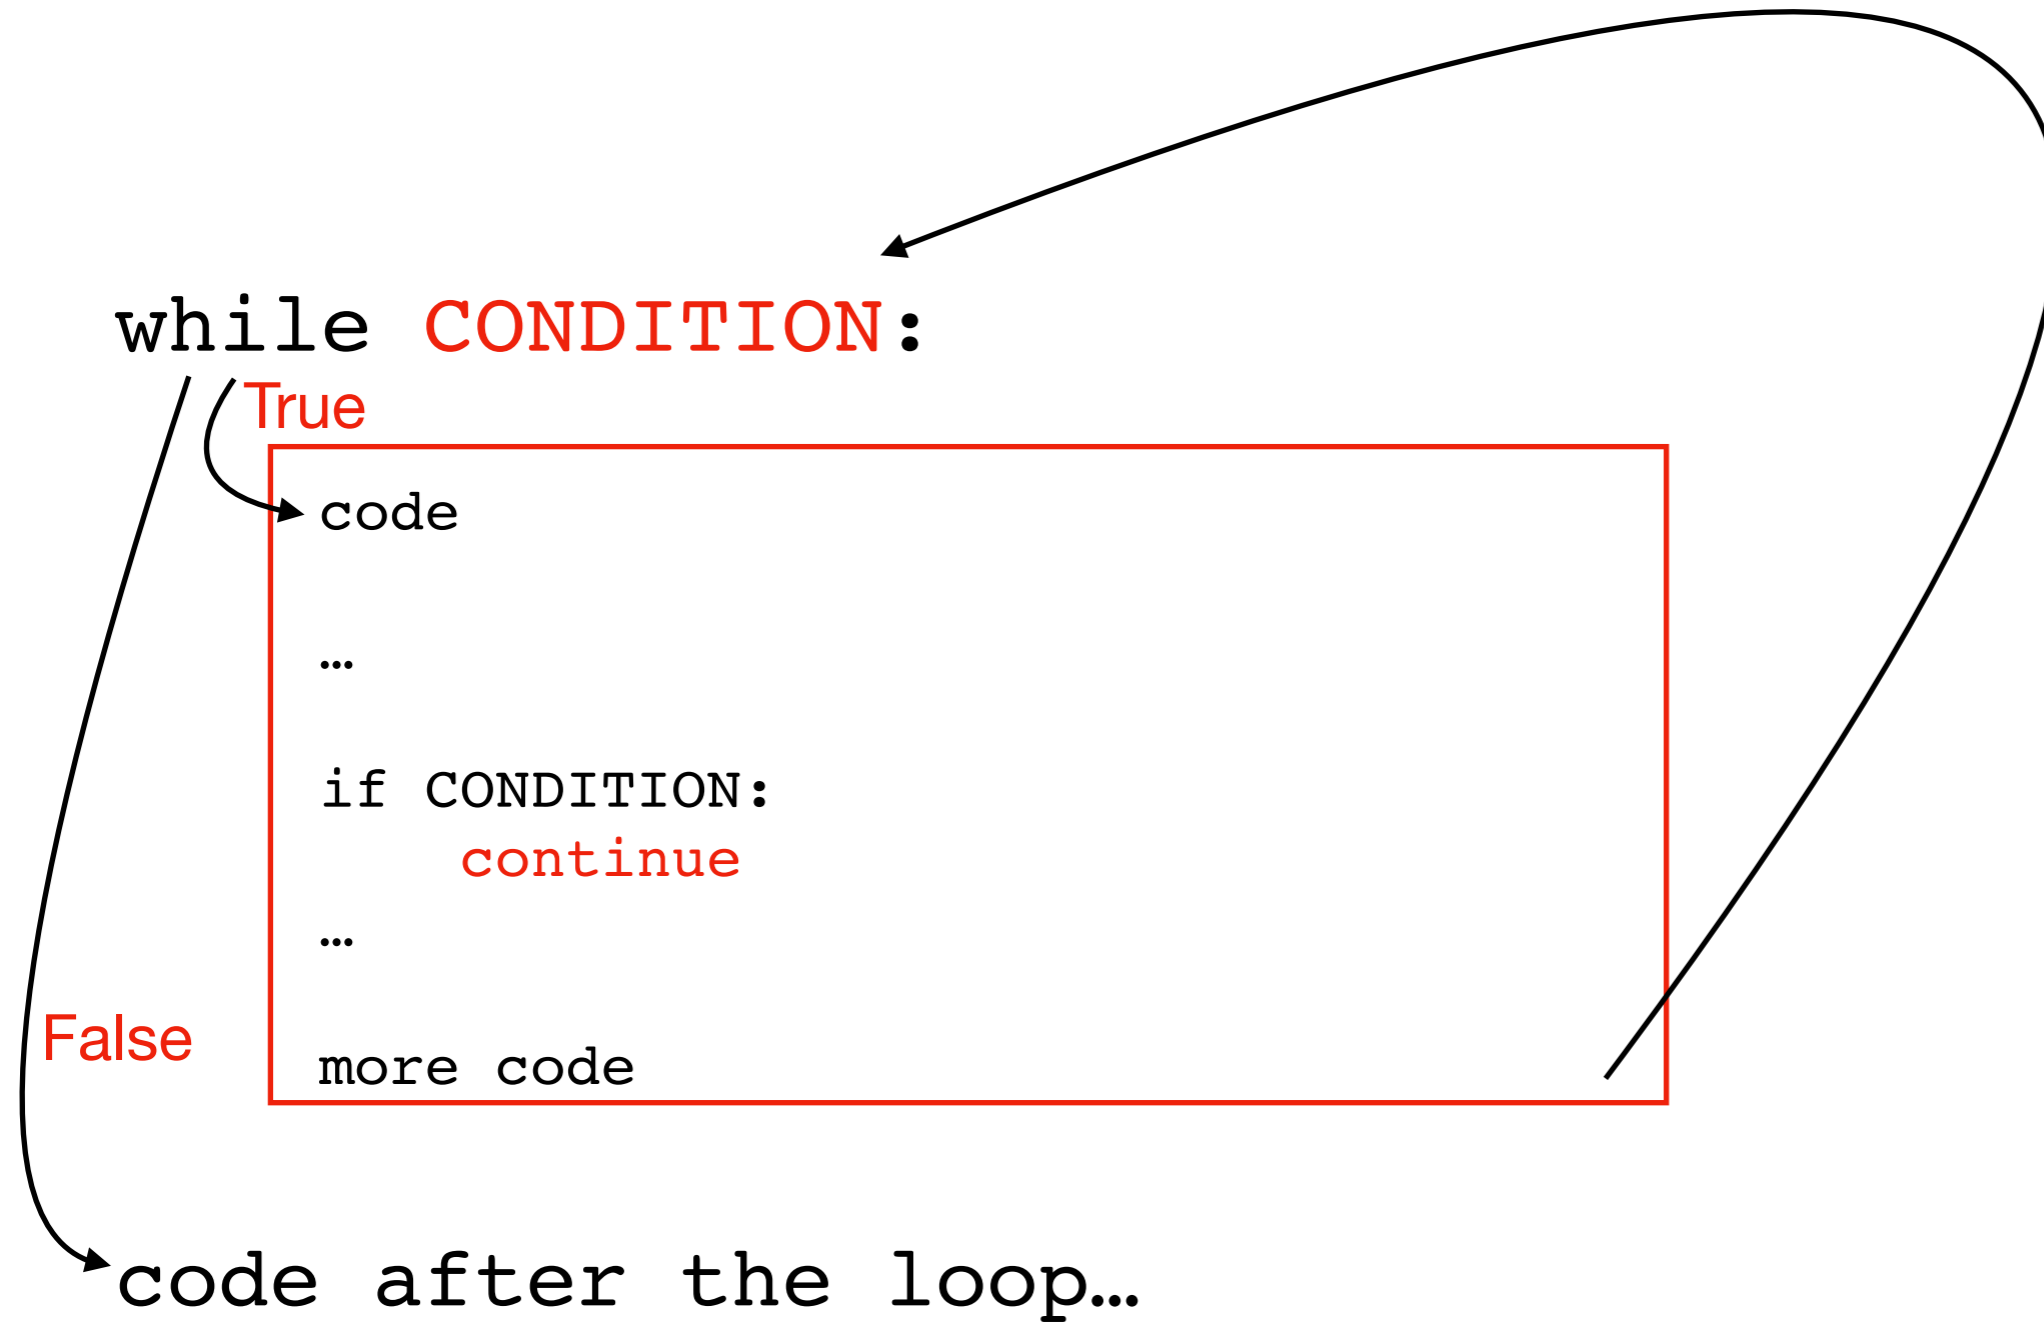 while CONDITION:
True
code
…
if CONDITION:
continue
…
False
more code
code after the loop…